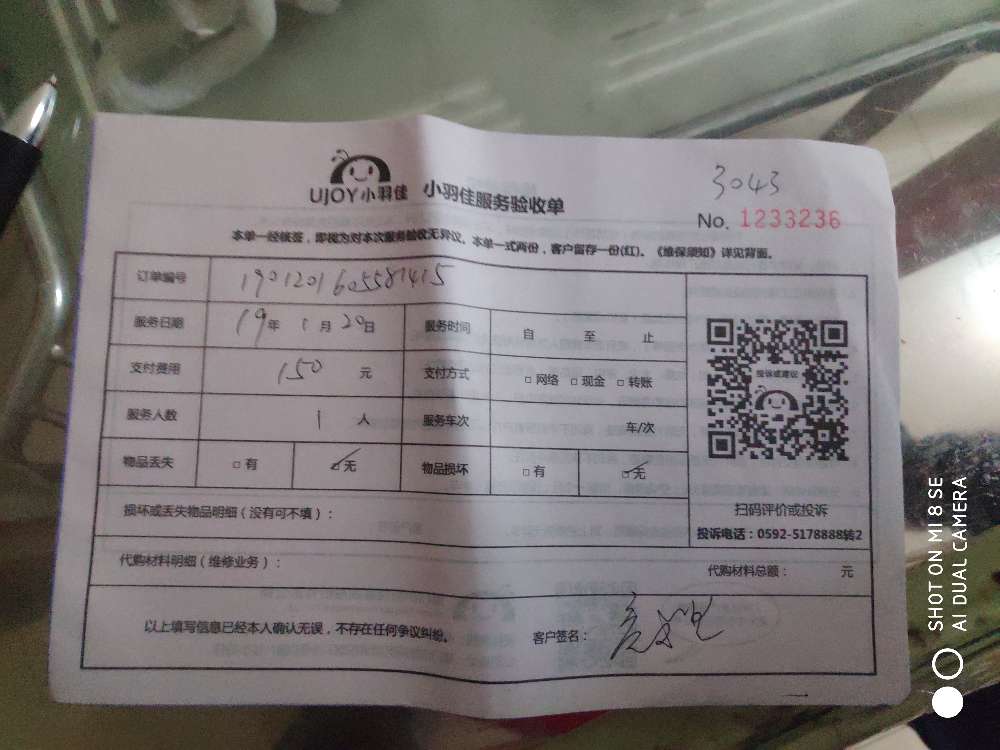 3043
UJOY小羽佳 小羽佳服务验收单
No. 1233236
本单一经核签，即视为对本次服务验收无异议。本单一式两份，客户留存一份(红)。《维保须知》详见背面。
订单编号 1901201605581415
服务日期 19年 1月 20日 服务时间 自 至 止
支付费用 150 元 支付方式 □网络 □现金 □转账
服务人数 1 人 服务车次 车/次
物品丢失 □有 ☑无 物品损坏 □有 ☑无
投诉或建议
扫码评价或投诉
投诉电话：0592-5178888转2
损坏或丢失物品明细（没有可不填）：
代购材料明细（维修业务）：
代购材料总额： 元
以上填写信息已经本人确认无误，不存在任何争议纠纷。 客户签名：
SHOT ON MI 8 SE
AI DUAL CAMERA